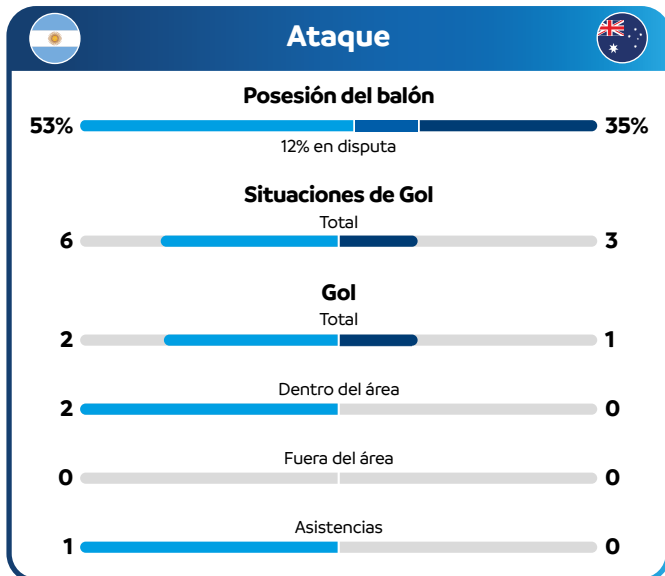 Ataque
Posesión del balón
53% 35%
12% en disputa
Situaciones de Gol
Total
6 3
Gol
Total
2 1
Dentro del área
2 0
Fuera del área
0 0
Asistencias
1 0